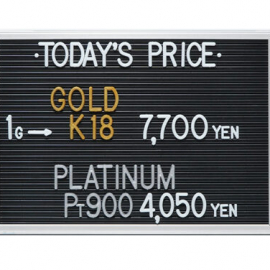 ·TODAY'S PRICE·
GOLD
1G→ K18 7,700 YEN
PLATINUM
PT900 4,050 YEN